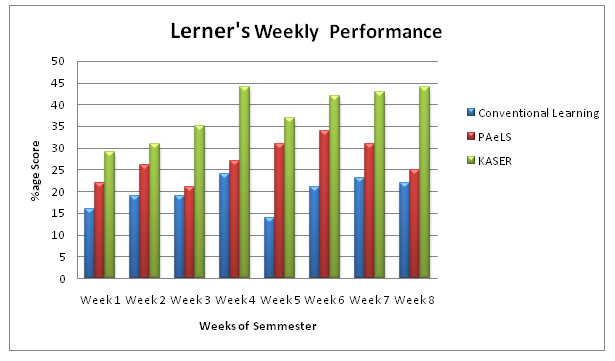 Lerner's Weekly Performance
50
45
40
35
30
25
20
15
10
5
0
%age Score
Week 1 Week 2 Week 3 Week 4 Week 5 Week 6 Week 7 Week 8
Weeks of Semmester
Conventional Learning
PAeLS
KASER